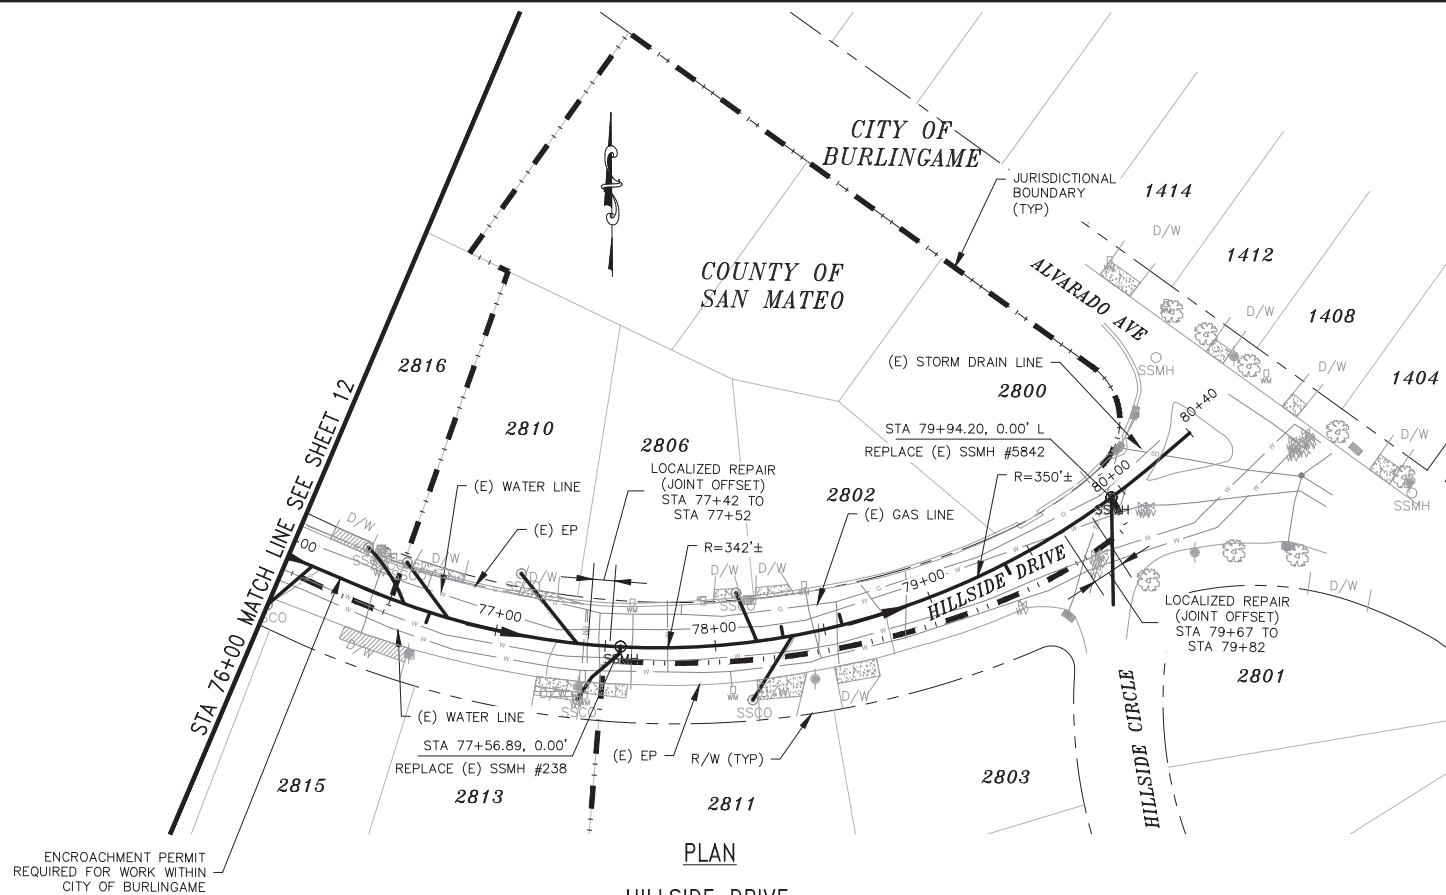 CITY OF
BURLINGAME
JURISDICTIONAL
BOUNDARY
(TYP)
1414
D/W
1412
D/W
1408
D/W
1404
D/W
ALVARADO AVE
SSMH
SSMH
COUNTY OF
SAN MATEO
(E) STORM DRAIN LINE
2800
80+40
STA 79+94.20, 0.00' L
REPLACE (E) SSMH #5842
80+00
R=350'±
2816
2810
2806
LOCALIZED REPAIR
(JOINT OFFSET)
STA 77+42 TO
STA 77+52
2802
(E) GAS LINE
(E) WATER LINE
(E) EP
R=342'±
STA 76+00 MATCH LINE SEE SHEET 12
D/W
D/W
D/W
D/W
D/W
77+00
78+00
79+00
HILLSIDE DRIVE
SSMH
WM
WM
D/W
D/W
D/W
SSCO
SSCO
D/W
LOCALIZED REPAIR
(JOINT OFFSET)
STA 79+67 TO
STA 79+82
2801
HILLSIDE CIRCLE
(E) WATER LINE
STA 77+56.89, 0.00'
REPLACE (E) SSMH #238
(E) EP
R/W (TYP)
2815
2813
2811
2803
ENCROACHMENT PERMIT
REQUIRED FOR WORK WITHIN
CITY OF BURLINGAME
PLAN
HILLSIDE DRIVE